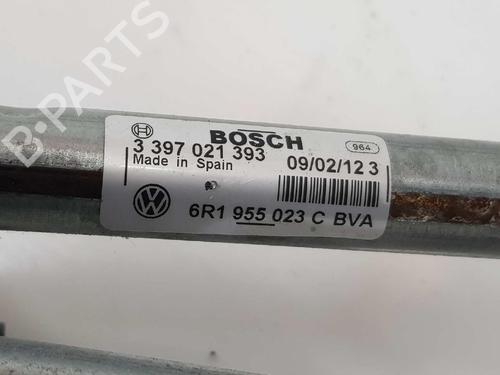 BOSCH
964
3 397 021 393
Made in Spain
09/02/12 3
6R1 955 023 C BVA
B-PARTS